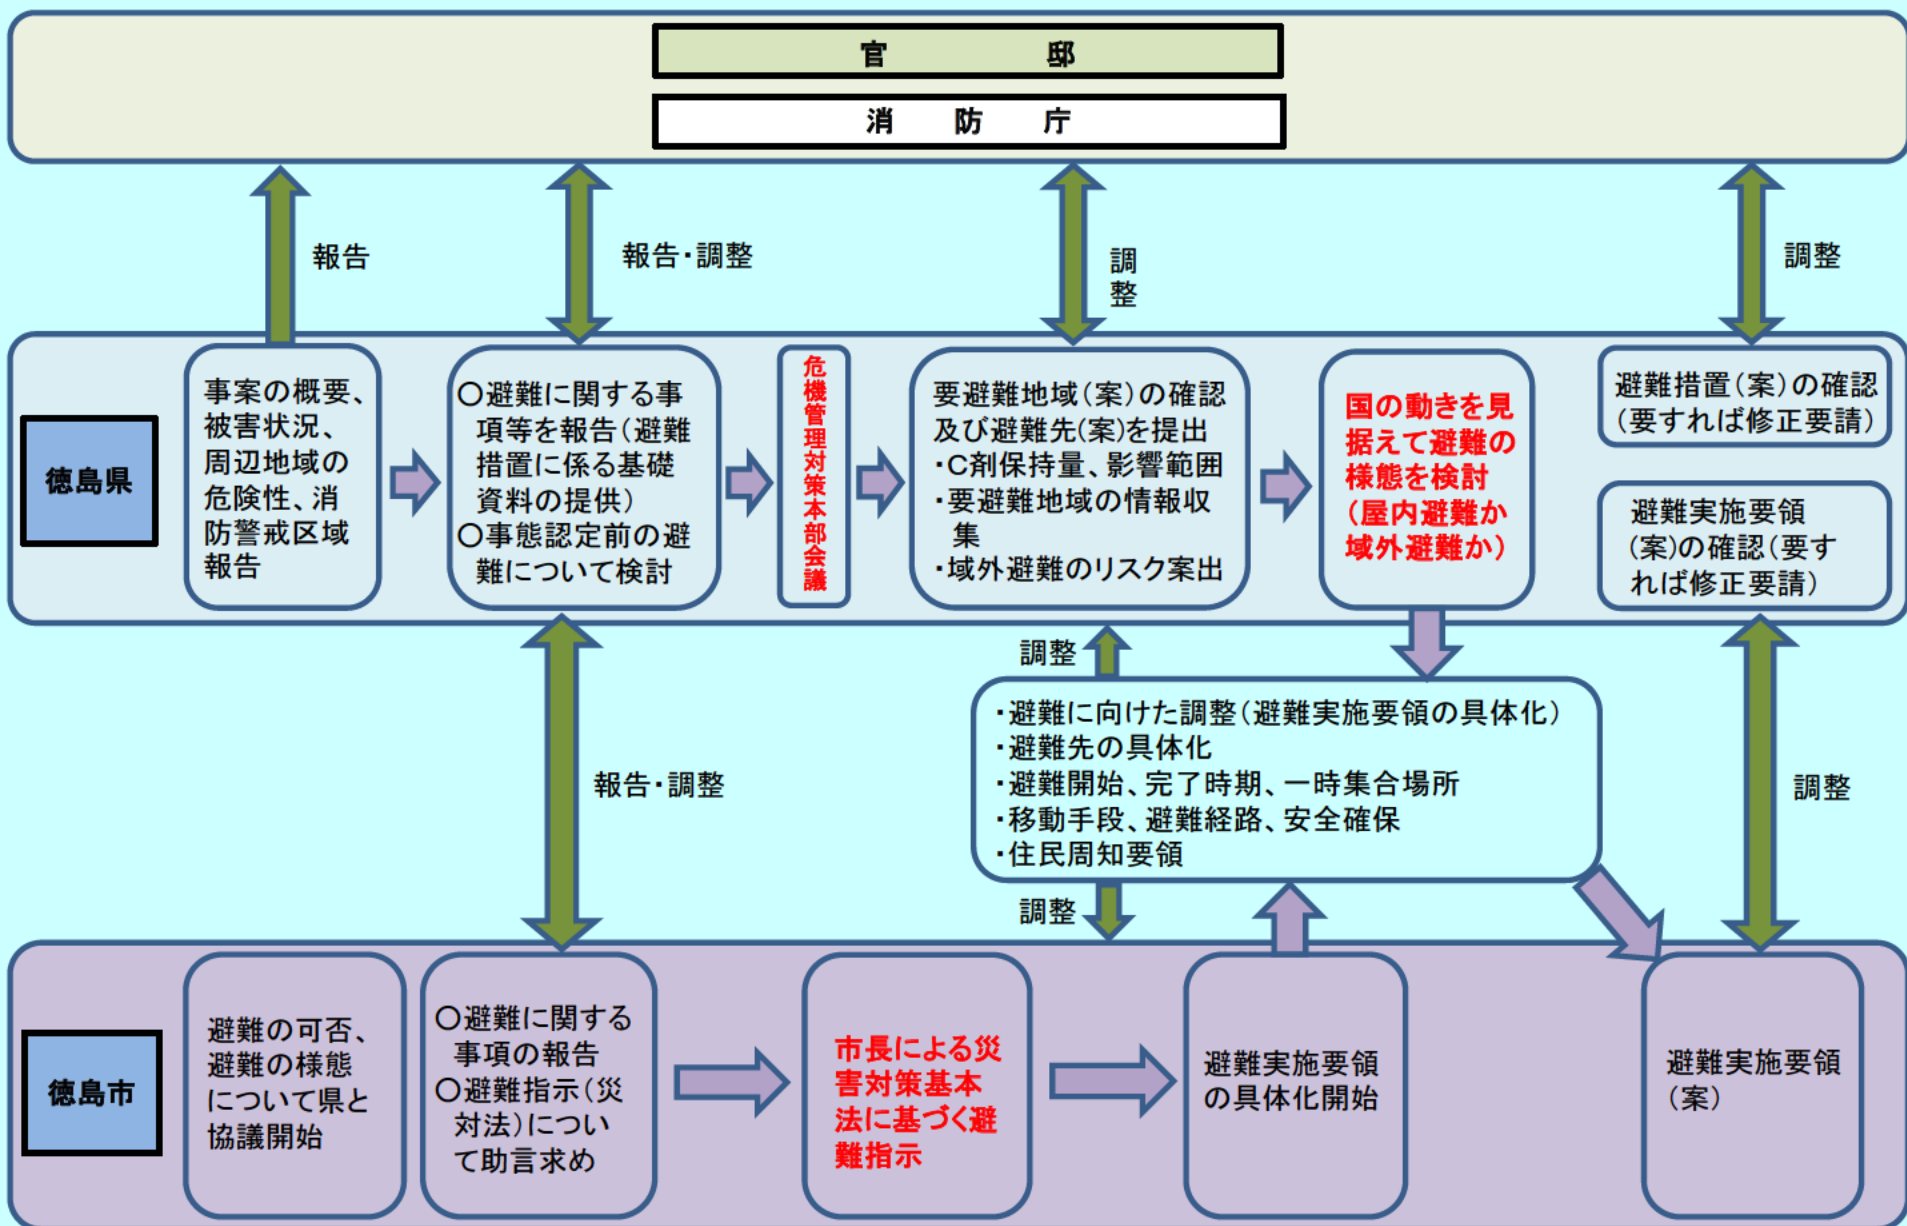 官 邸
消 防 庁
報告
報告・調整
調
整
調整
徳島県
事案の概要、
被害状況、
周辺地域の
危険性、消
防警戒区域
報告
〇避難に関する事
項等を報告(避難
措置に係る基礎
資料の提供)
〇事態認定前の避
難について検討
危機管理対策本部会議
要避難地域(案)の確認
及び避難先(案)を提出
・C剤保持量、影響範囲
・要避難地域の情報収
集
・域外避難のリスク案出
国の動きを見
据えて避難の
様態を検討
(屋内避難か
域外避難か)
避難措置(案)の確認
(要すれば修正要請)
避難実施要領
(案)の確認(要す
れば修正要請)
調整
・避難に向けた調整(避難実施要領の具体化)
・避難先の具体化
・避難開始、完了時期、一時集合場所
・移動手段、避難経路、安全確保
・住民周知要領
報告・調整
調整
調整
徳島市
避難の可否、
避難の様態
について県と
協議開始
〇避難に関する
事項の報告
〇避難指示(災
対法)につい
て助言求め
市長による災
害対策基本
法に基づく避
難指示
避難実施要領
の具体化開始
避難実施要領
(案)